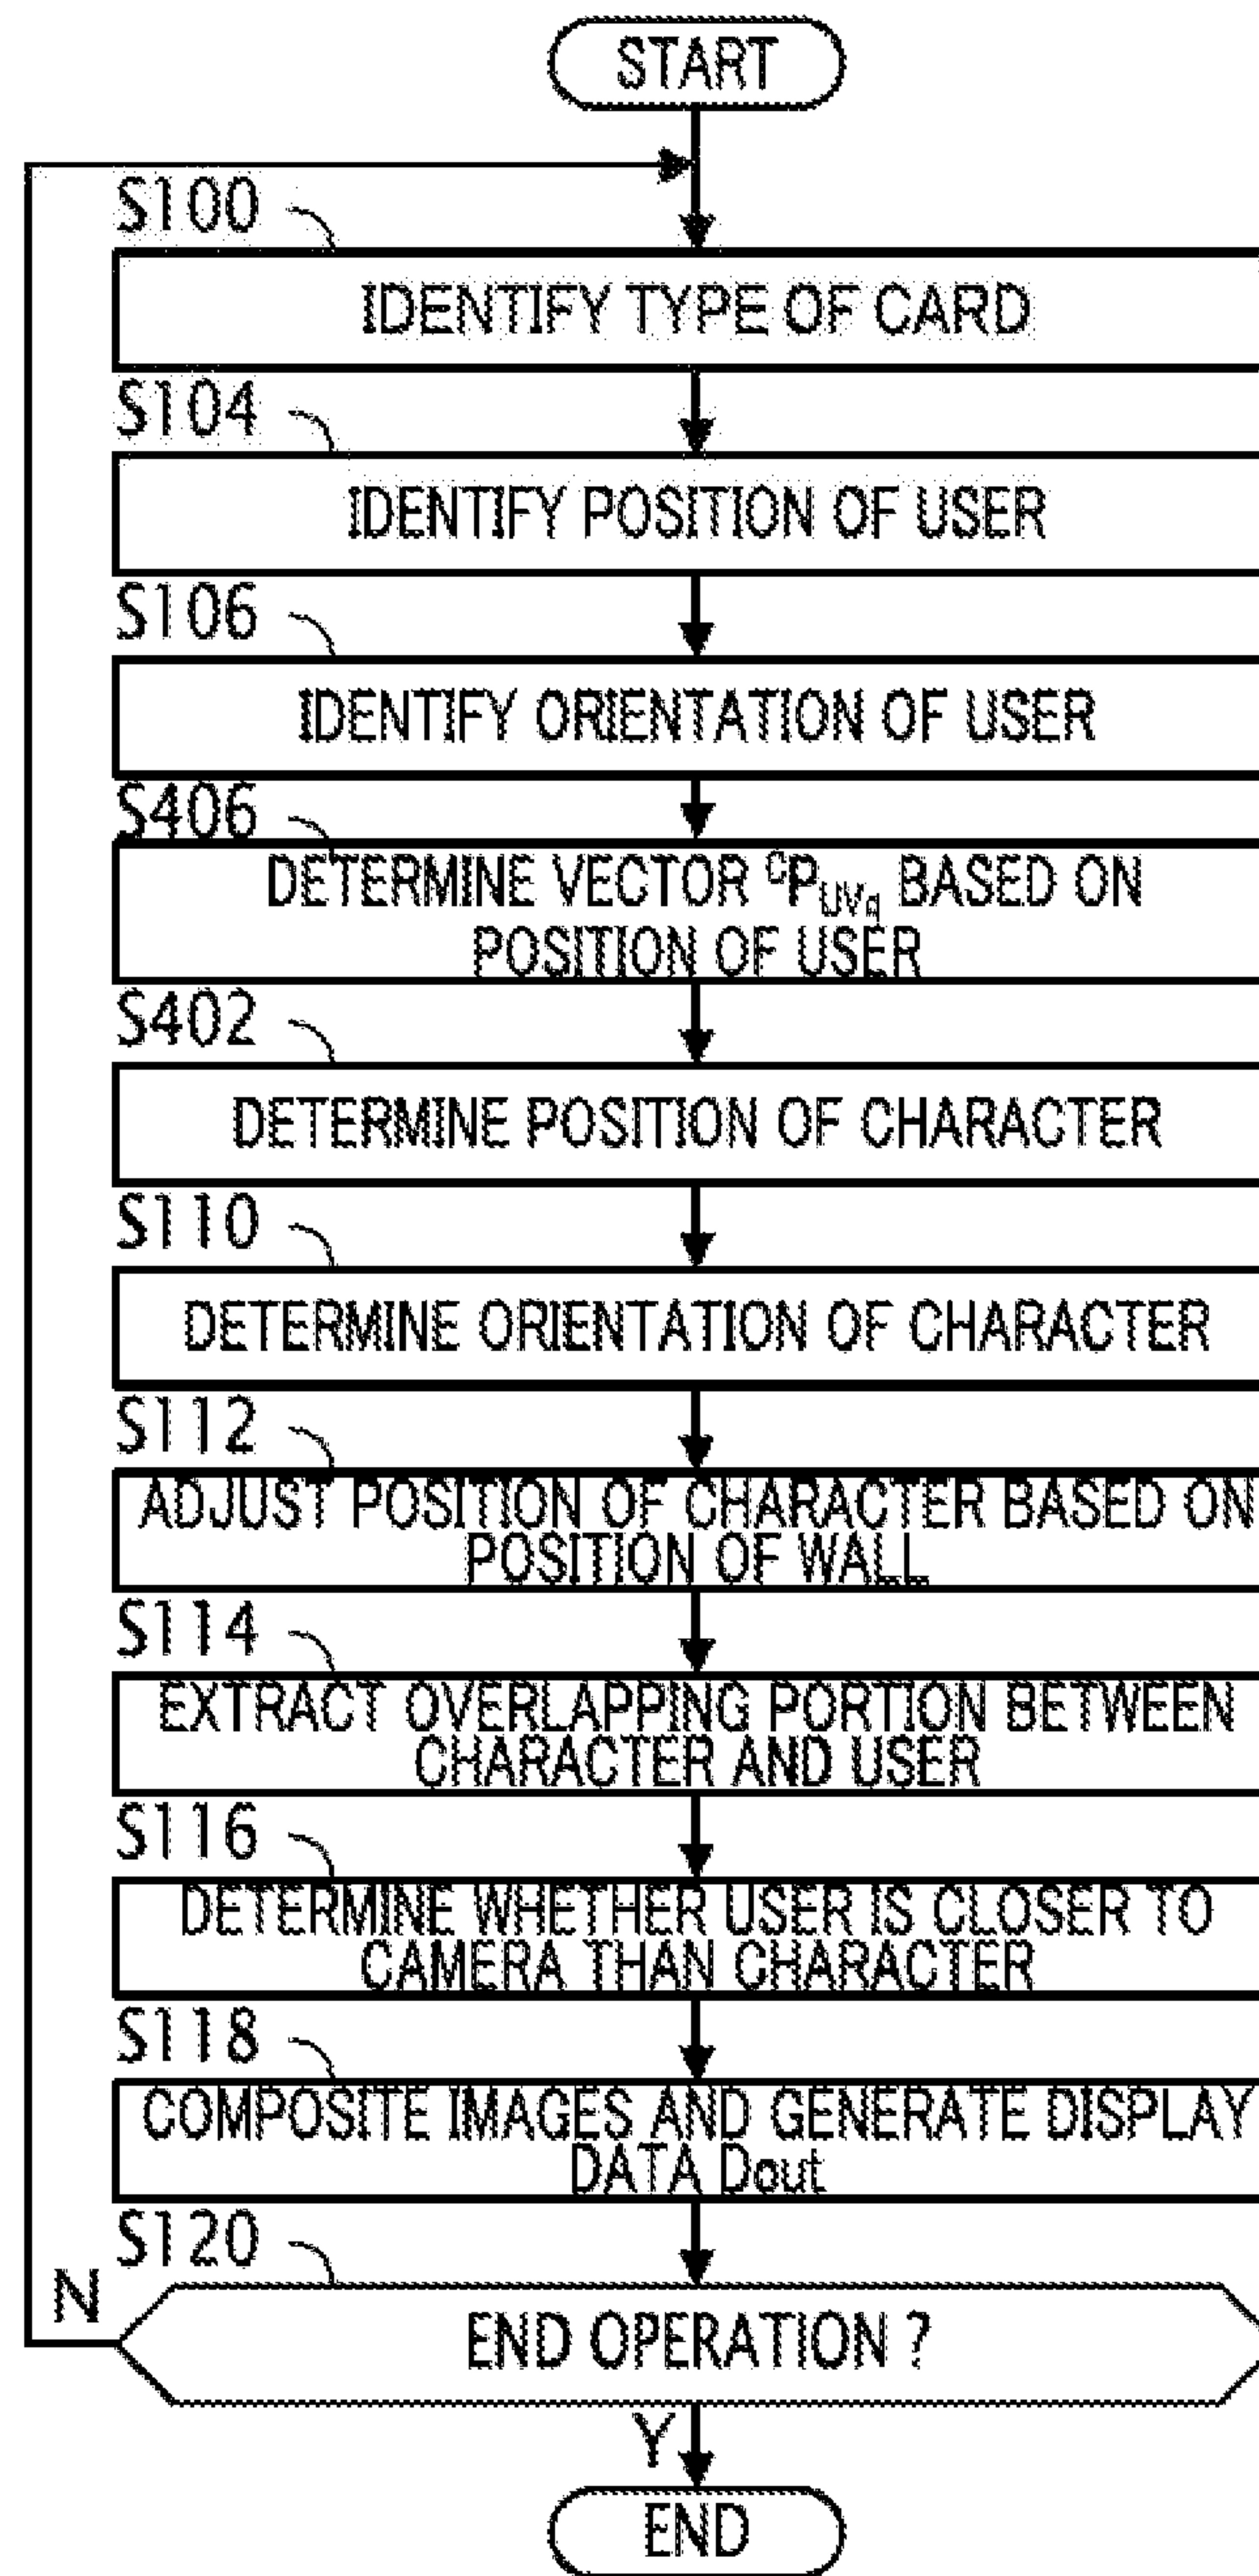 START
S100
IDENTIFY TYPE OF CARD
S104
IDENTIFY POSITION OF USER
S106
IDENTIFY ORIENTATION OF USER
S406
DETERMINE VECTOR ᶜP_UVq BASED ON
POSITION OF USER
S402
DETERMINE POSITION OF CHARACTER
S110
DETERMINE ORIENTATION OF CHARACTER
S112
ADJUST POSITION OF CHARACTER BASED ON
POSITION OF WALL
S114
EXTRACT OVERLAPPING PORTION BETWEEN
CHARACTER AND USER
S116
DETERMINE WHETHER USER IS CLOSER TO
CAMERA THAN CHARACTER
S118
COMPOSITE IMAGES AND GENERATE DISPLAY
DATA Dout
S120
N
END OPERATION ?
Y
END